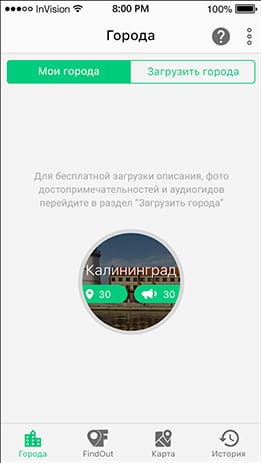 InVision 8:00 PM 100%
Города ?
Мои города Загрузить города
Для бесплатной загрузки описания, фото
достопримечательностей и аудиогидов
перейдите в раздел "Загрузить города"
Калининград
30 30
Города FindOut Карта История